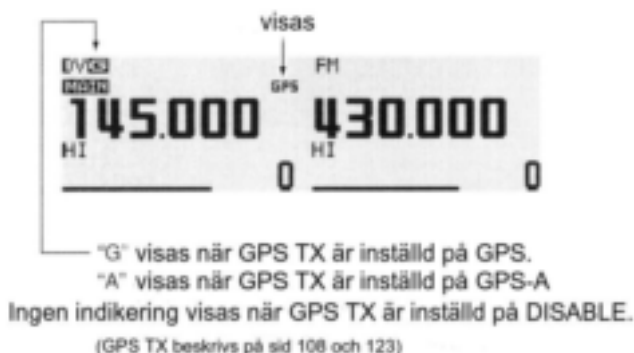 visas
DVG FM
MAIN GPS
145.000 430.000
HI HI
0 0
"G" visas när GPS TX är inställd på GPS.
"A" visas när GPS TX är inställd på GPS-A
Ingen indikering visas när GPS TX är inställd på DISABLE.
(GPS TX beskrivs på sid 108 och 123)